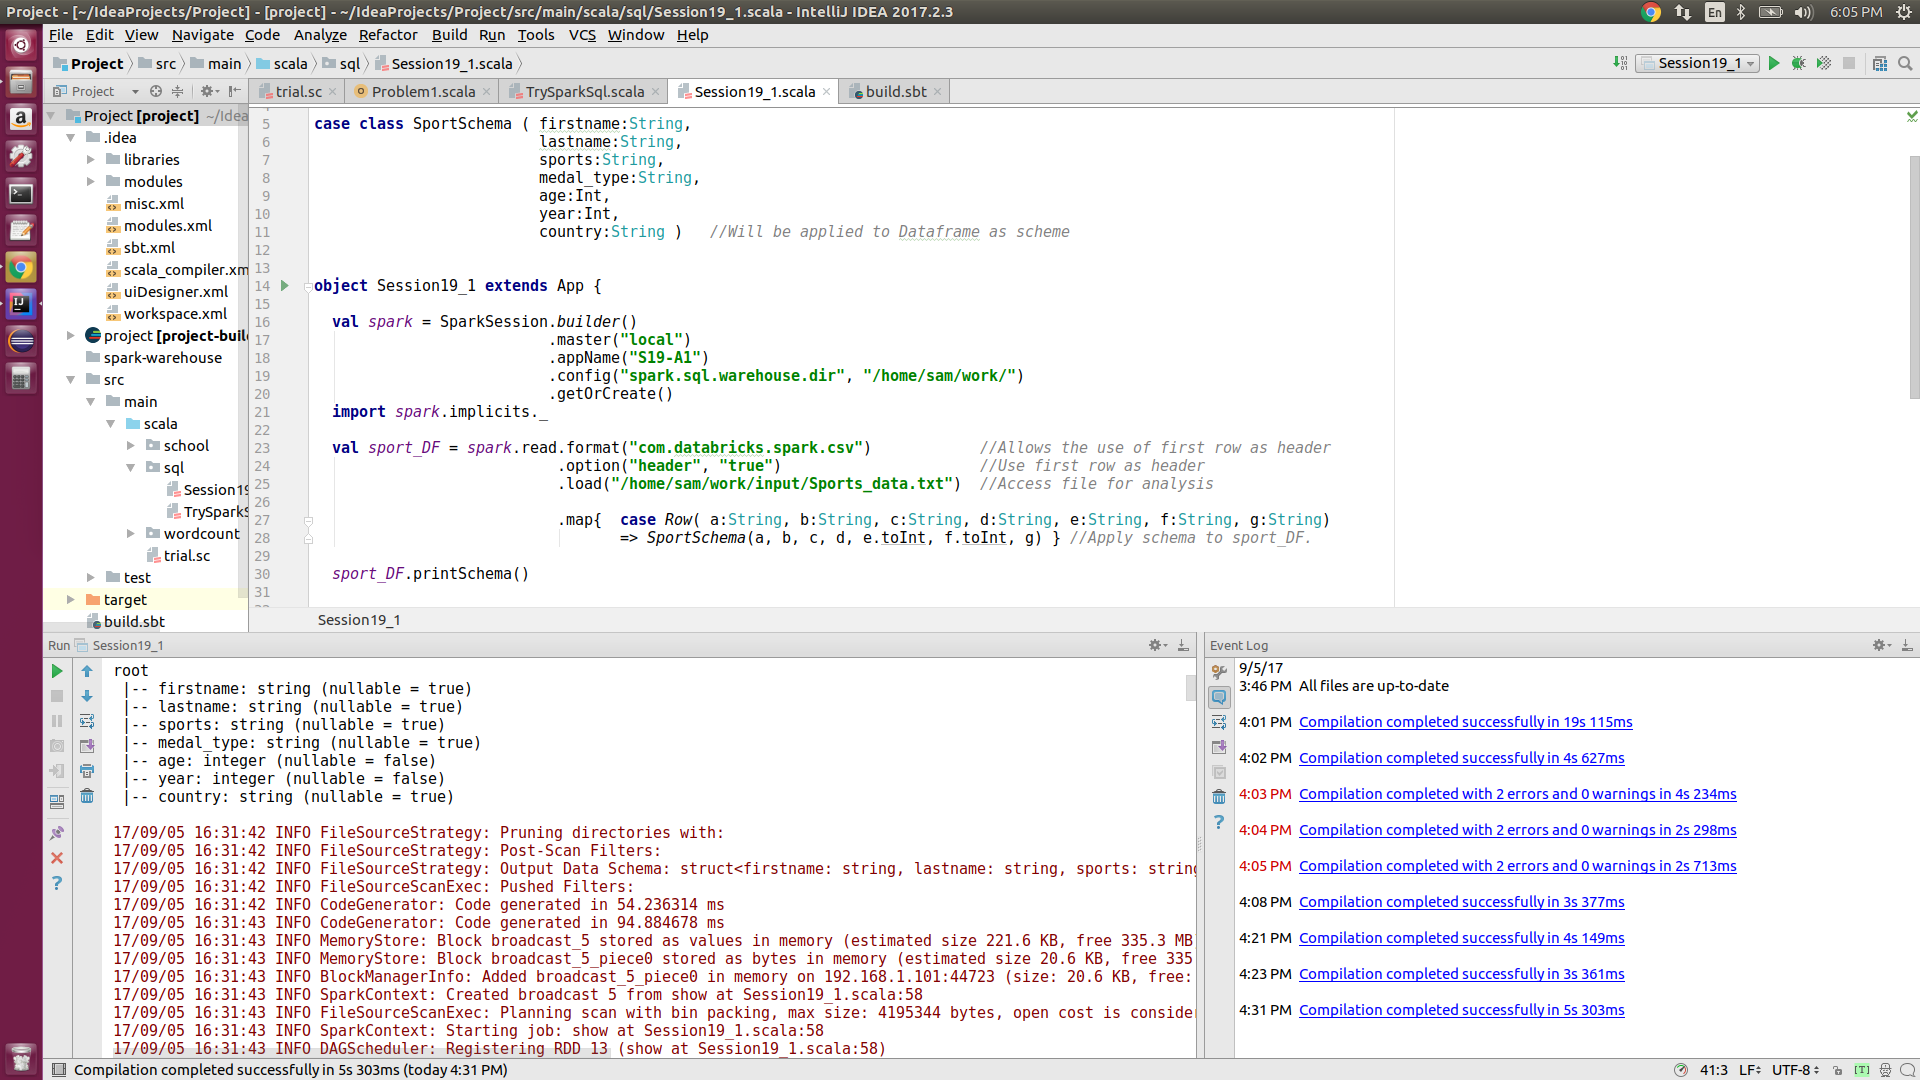 Project - [~/IdeaProjects/Project] - [project] - ~/IdeaProjects/Project/src/main/scala/sql/Session19_1.scala - IntelliJ IDEA 2017.2.3
En
6:05 PM
File Edit View Navigate Code Analyze Refactor Build Run Tools VCS Window Help
Project src main scala sql Session19_1.scala
Session19_1
Project
trial.sc Problem1.scala TrySparkSql.scala Session19_1.scala build.sbt
Project [project] ~/Idea
.idea
libraries
modules
misc.xml
modules.xml
sbt.xml
scala_compiler.xm
uiDesigner.xml
workspace.xml
project [project-buil
spark-warehouse
src
main
scala
school
sql
Session19
TrySparkS
wordcount
trial.sc
test
target
build.sbt
5 case class SportSchema ( firstname:String,
6 lastname:String,
7 sports:String,
8 medal_type:String,
9 age:Int,
10 year:Int,
11 country:String ) //Will be applied to Dataframe as scheme
12
13
14 object Session19_1 extends App {
15
16 val spark = SparkSession.builder()
17 .master("local")
18 .appName("S19-A1")
19 .config("spark.sql.warehouse.dir", "/home/sam/work/")
20 .getOrCreate()
21 import spark.implicits._
22
23 val sport_DF = spark.read.format("com.databricks.spark.csv") //Allows the use of first row as header
24 .option("header", "true") //Use first row as header
25 .load("/home/sam/work/input/Sports_data.txt") //Access file for analysis
26
27 .map{ case Row( a:String, b:String, c:String, d:String, e:String, f:String, g:String)
28 => SportSchema(a, b, c, d, e.toInt, f.toInt, g) } //Apply schema to sport_DF.
29
30 sport_DF.printSchema()
31
Session19_1
Run Session19_1
root
|-- firstname: string (nullable = true)
|-- lastname: string (nullable = true)
|-- sports: string (nullable = true)
|-- medal_type: string (nullable = true)
|-- age: integer (nullable = false)
|-- year: integer (nullable = false)
|-- country: string (nullable = true)
17/09/05 16:31:42 INFO FileSourceStrategy: Pruning directories with:
17/09/05 16:31:42 INFO FileSourceStrategy: Post-Scan Filters:
17/09/05 16:31:42 INFO FileSourceStrategy: Output Data Schema: struct<firstname: string, lastname: string, sports: string
17/09/05 16:31:42 INFO FileSourceScanExec: Pushed Filters:
17/09/05 16:31:42 INFO CodeGenerator: Code generated in 54.236314 ms
17/09/05 16:31:43 INFO CodeGenerator: Code generated in 94.884678 ms
17/09/05 16:31:43 INFO MemoryStore: Block broadcast_5 stored as values in memory (estimated size 221.6 KB, free 335.3 MB
17/09/05 16:31:43 INFO MemoryStore: Block broadcast_5_piece0 stored as bytes in memory (estimated size 20.6 KB, free 335
17/09/05 16:31:43 INFO BlockManagerInfo: Added broadcast_5_piece0 in memory on 192.168.1.101:44723 (size: 20.6 KB, free:
17/09/05 16:31:43 INFO SparkContext: Created broadcast 5 from show at Session19_1.scala:58
17/09/05 16:31:43 INFO FileSourceScanExec: Planning scan with bin packing, max size: 4195344 bytes, open cost is consider
17/09/05 16:31:43 INFO SparkContext: Starting job: show at Session19_1.scala:58
17/09/05 16:31:43 INFO DAGScheduler: Registering RDD 13 (show at Session19_1.scala:58)
Event Log
9/5/17
3:46 PM All files are up-to-date
4:01 PM Compilation completed successfully in 19s 115ms
4:02 PM Compilation completed successfully in 4s 627ms
4:03 PM Compilation completed with 2 errors and 0 warnings in 4s 234ms
4:04 PM Compilation completed with 2 errors and 0 warnings in 2s 298ms
4:05 PM Compilation completed with 2 errors and 0 warnings in 2s 713ms
4:08 PM Compilation completed successfully in 3s 377ms
4:21 PM Compilation completed successfully in 4s 149ms
4:23 PM Compilation completed successfully in 3s 361ms
4:31 PM Compilation completed successfully in 5s 303ms
Compilation completed successfully in 5s 303ms (today 4:31 PM)
41:3 LF UTF-8 [T]